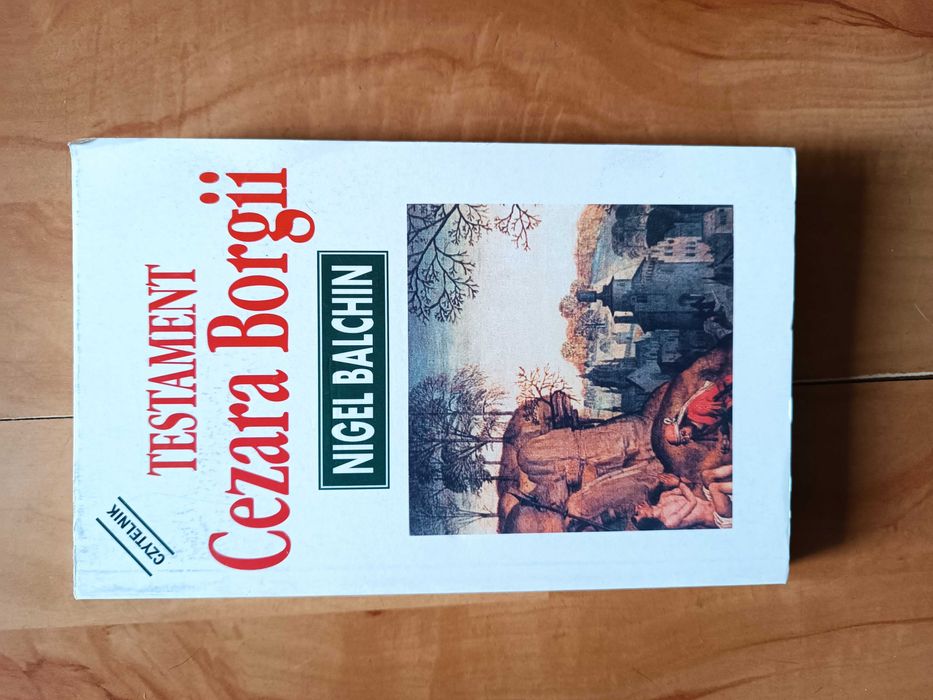 CZYTELNIK
TESTAMENT
Cezara Borgii
NIGEL BALCHIN